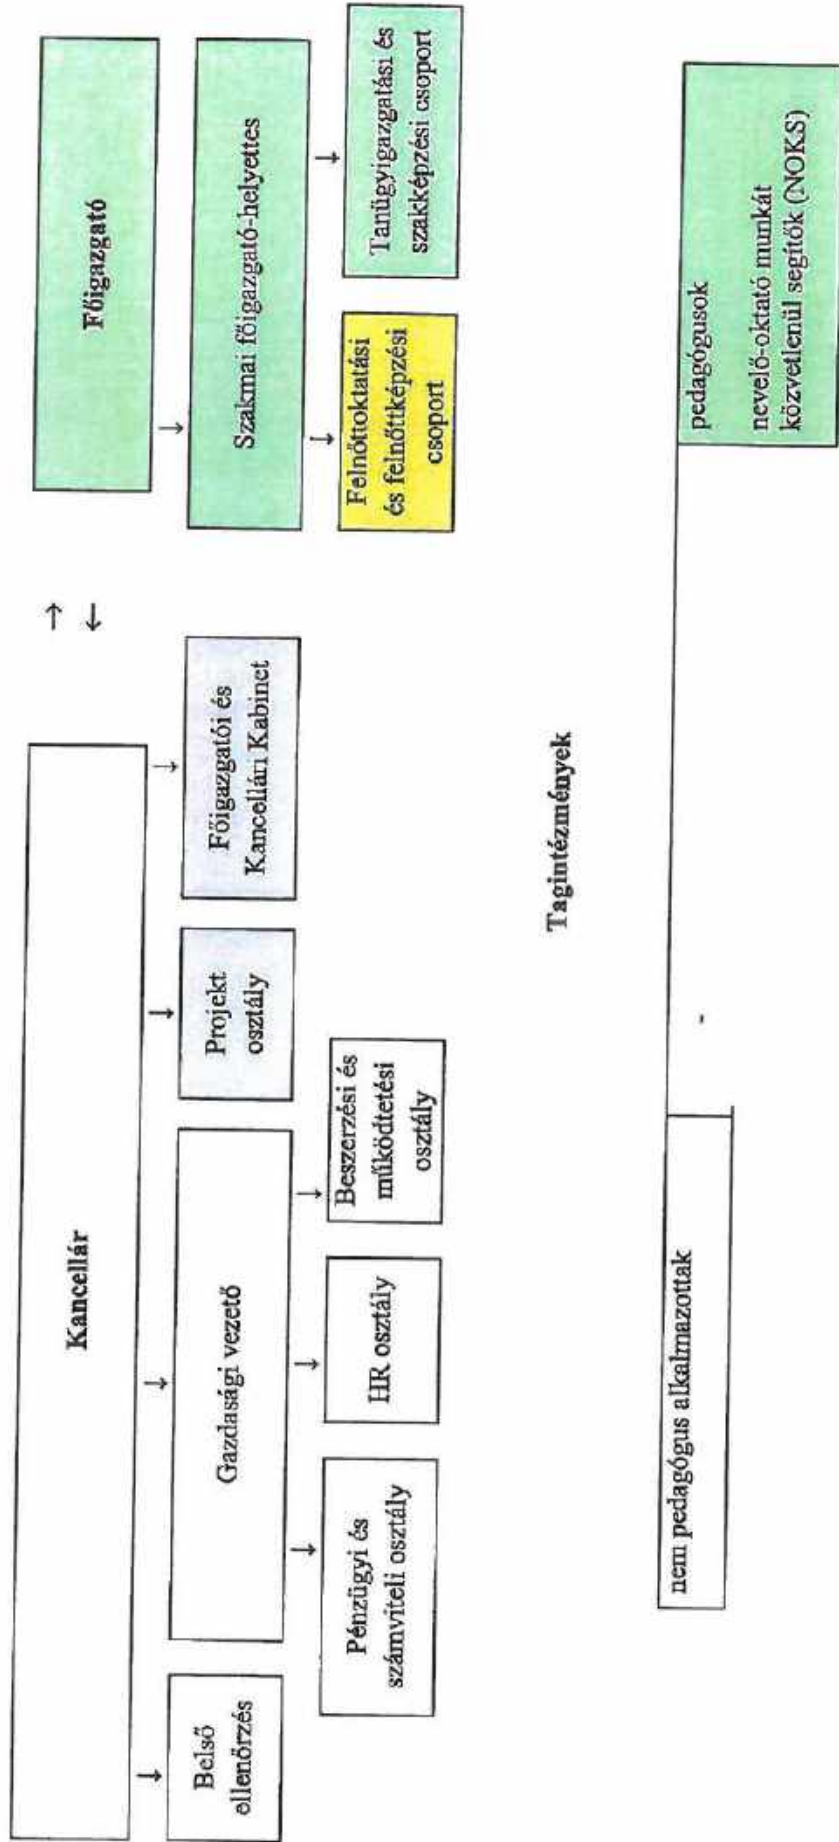 Kancellár
Főigazgató
Belső
ellenőrzés
Gazdasági vezető
Projekt
osztály
Főigazgatói és
Kancellári Kabinet
Szakmai főigazgató-helyettes
Pénzügyi és
számviteli osztály
HR osztály
Beszerzési és
működtetési
osztály
Felnőttoktatási
és felnőttképzési
csoport
Tanügyigazgatási és
szakképzési csoport
Tagintézmények
nem pedagógus alkalmazottak
pedagógusok
nevelő-oktató munkát
közvetlenül segítők (NOKS)